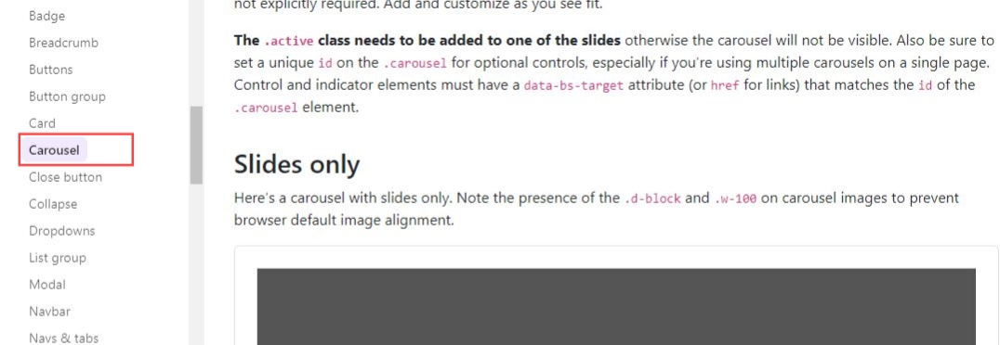 Badge
Breadcrumb
Buttons
Button group
Card
Carousel
Close button
Collapse
Dropdowns
List group
Modal
Navbar
Navs & tabs
not explicitly required. Add and customize as you see fit.
The .active class needs to be added to one of the slides otherwise the carousel will not be visible. Also be sure to
set a unique id on the .carousel for optional controls, especially if you're using multiple carousels on a single page.
Control and indicator elements must have a data-bs-target attribute (or href for links) that matches the id of the
.carousel element.
Slides only
Here's a carousel with slides only. Note the presence of the .d-block and .w-100 on carousel images to prevent
browser default image alignment.